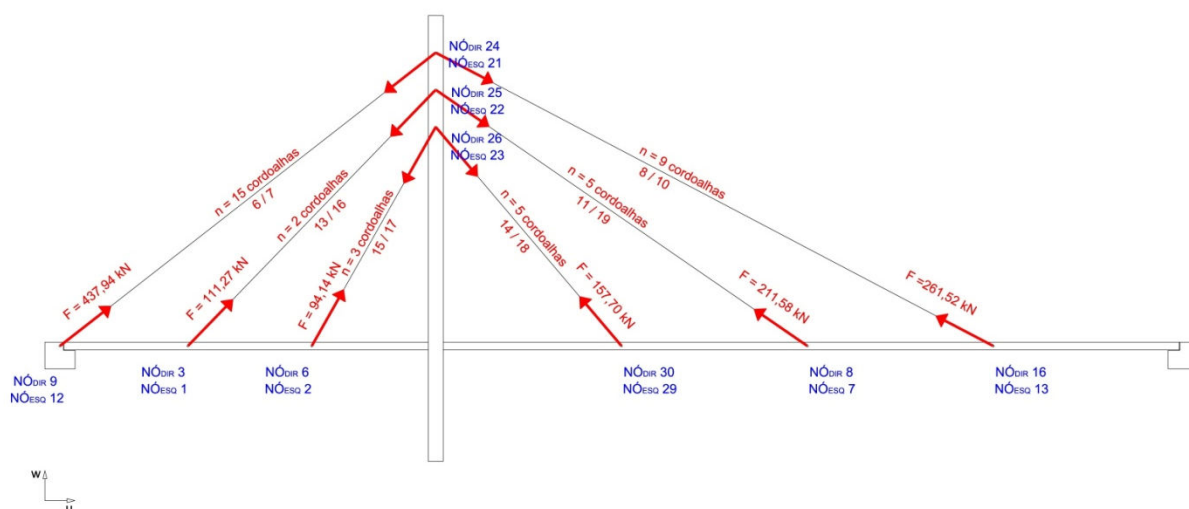 NÓDIR 24
NÓESQ 21
NÓDIR 25
NÓESQ 22
NÓDIR 26
NÓESQ 23
n = 15 cordoalhas
6 / 7
n = 2 cordoalhas
13 / 16
n = 3 cordoalhas
15 / 17
n = 5 cordoalhas
14 / 18
n = 5 cordoalhas
11 / 19
n = 9 cordoalhas
8 / 10
F = 437,94 kN
F = 111,27 kN
F = 94,14 kN
F = 157,70 kN
F = 211,58 kN
F =261,52 kN
NÓDIR 9
NÓESQ 12
NÓDIR 3
NÓESQ 1
NÓDIR 6
NÓESQ 2
NÓDIR 30
NÓESQ 29
NÓDIR 8
NÓESQ 7
NÓDIR 16
NÓESQ 13
w